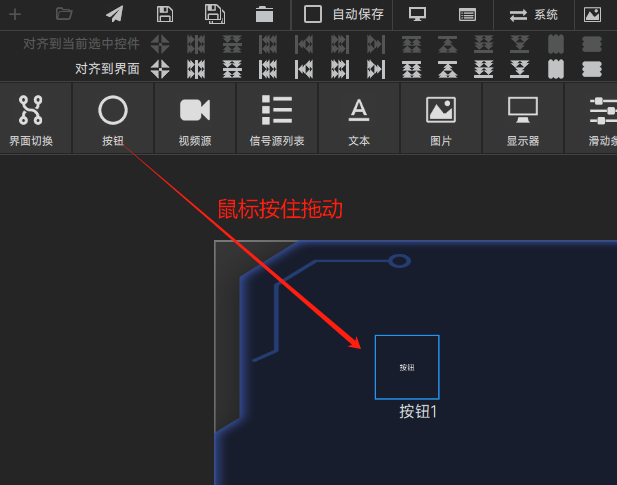 自动保存
系统
对齐到当前选中控件
对齐到界面
界面切换
按钮
视频源
信号源列表
文本
图片
显示器
滑动条
鼠标按住拖动
按钮
按钮1